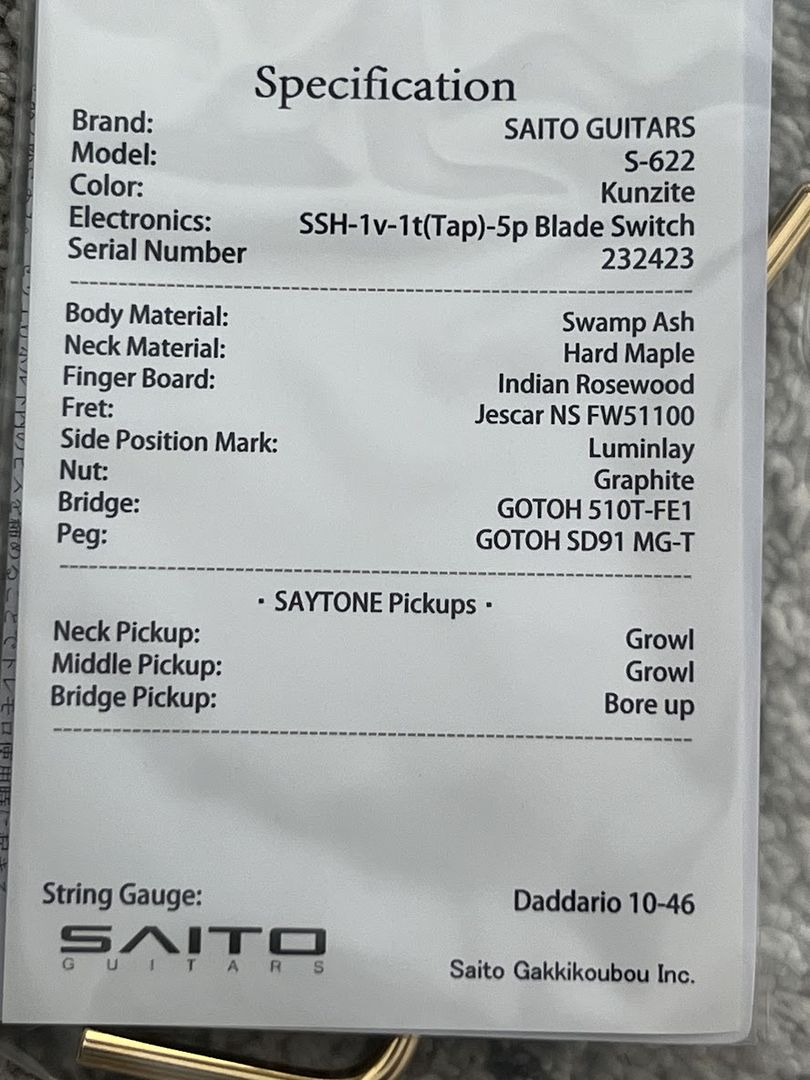 Specification
Brand: SAITO GUITARS
Model: S-622
Color: Kunzite
Electronics: SSH-1v-1t(Tap)-5p Blade Switch
Serial Number 232423
Body Material: Swamp Ash
Neck Material: Hard Maple
Finger Board: Indian Rosewood
Fret: Jescar NS FW51100
Side Position Mark: Luminlay
Nut: Graphite
Bridge: GOTOH 510T-FE1
Peg: GOTOH SD91 MG-T
・SAYTONE Pickups・
Neck Pickup: Growl
Middle Pickup: Growl
Bridge Pickup: Bore up
String Gauge: Daddario 10-46
SAITO
GUITARS
Saito Gakkikoubou Inc.